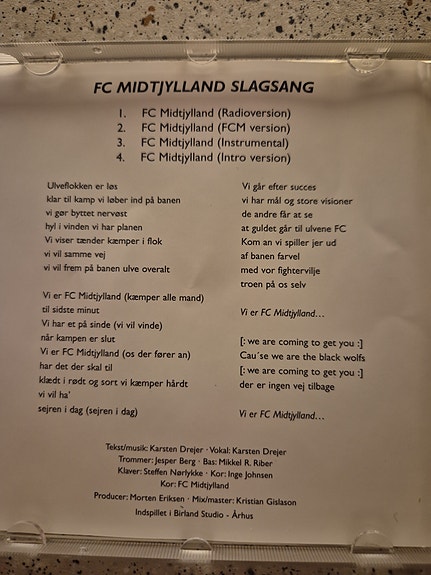 FC MIDTJYLLAND SLAGSANG
1. FC Midtjylland (Radioversion)
2. FC Midtjylland (FCM version)
3. FC Midtjylland (Instrumental)
4. FC Midtjylland (Intro version)
Ulveflokken er løs
klar til kamp vi løber ind på banen
vi gør byttet nervøst
hyl i vinden vi har planen
Vi viser tænder kæmper i flok
vi vil samme vej
vi vil frem på banen ulve overalt
Vi er FC Midtjylland (kæmper alle mand)
til sidste minut
Vi har et på sinde (vi vil vinde)
når kampen er slut
Vi er FC Midtjylland (os der fører an)
har det der skal til
klædt i rødt og sort vi kæmper hårdt
vi vil ha'
sejren i dag (sejren i dag)
Vi går efter succes
vi har mål og store visioner
de andre får at se
at guldet går til ulvene FC
Kom an vi spiller jer ud
af banen farvel
med vor fightervilje
troen på os selv
Vi er FC Midtjylland...
[: we are coming to get you :]
Cau´se we are the black wolfs
[: we are coming to get you :]
der er ingen vej tilbage
Vi er FC Midtjylland...
Tekst/musik: Karsten Drejer · Vokal: Karsten Drejer
Trommer: Jesper Berg · Bas: Mikkel R. Riber
Klaver: Steffen Nørlykke · Kor: Inge Johnsen
Kor: FC Midtjylland
Producer: Morten Eriksen · Mix/master: Kristian Gislason
Indspillet i Birland Studio - Århus